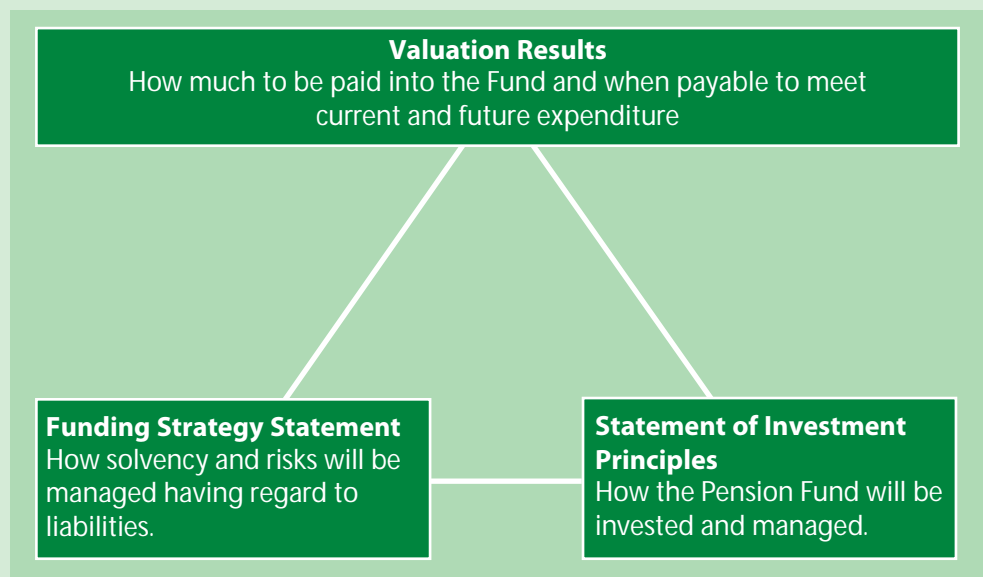 Valuation Results
How much to be paid into the Fund and when payable to meet
current and future expenditure
Funding Strategy Statement
How solvency and risks will be
managed having regard to
liabilities.
Statement of Investment
Principles
How the Pension Fund will be
invested and managed.